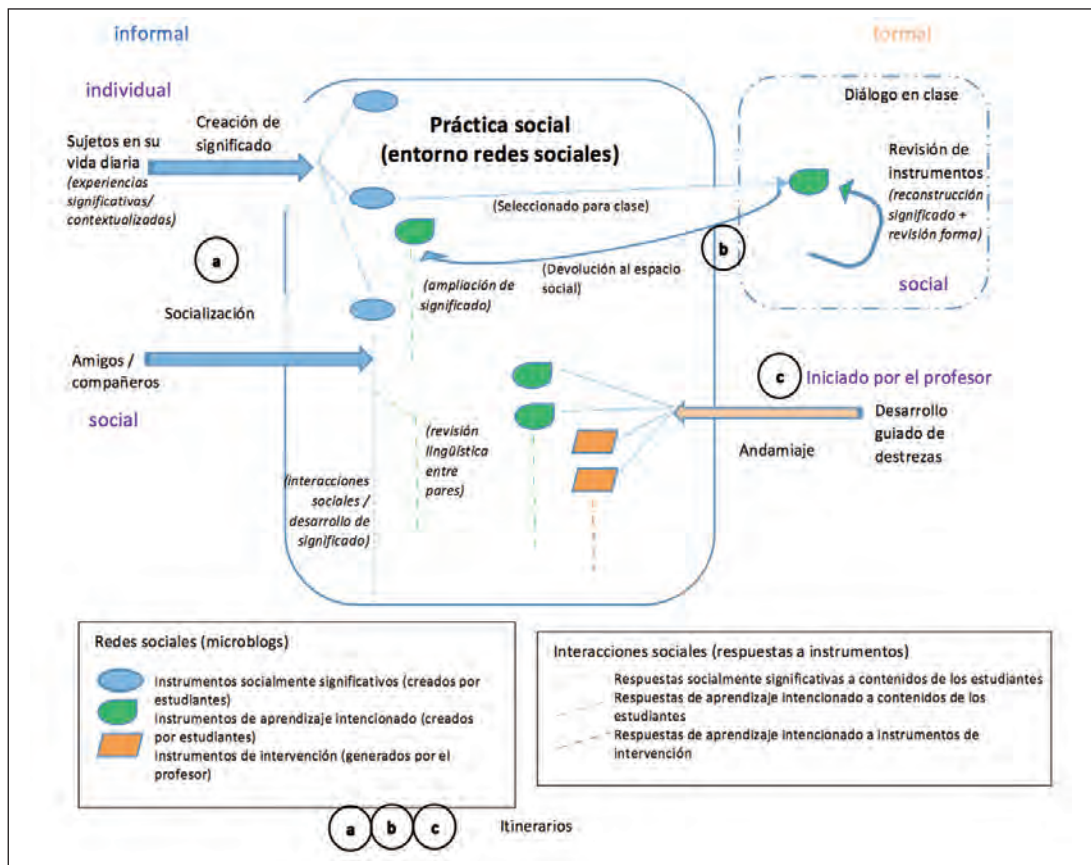 informal
formal
individual
Sujetos en su
vida diaria
(experiencias
significativas/
contextualizadas)
Creación de
significado
Práctica social
(entorno redes sociales)
Diálogo en clase
Revisión de
instrumentos
(reconstrucción
significado +
revisión forma)
social
(Seleccionado para clase)
b
(Devolución al espacio
social)
(ampliación de
significado)
a
Socialización
Amigos /
compañeros
social
c
Iniciado por el profesor
Desarrollo
guiado de
destrezas
Andamiaje
(revisión
lingüística
entre
pares)
(interacciones
sociales /
desarrollo de
significado)
Redes sociales (microblogs)
Instrumentos socialmente significativos (creados por
estudiantes)
Instrumentos de aprendizaje intencionado (creados
por estudiantes)
Instrumentos de intervención (generados por el
profesor)
Interacciones sociales (respuestas a instrumentos)
Respuestas socialmente significativas a contenidos de los estudiantes
Respuestas de aprendizaje intencionado a contenidos de los
estudiantes
Respuestas de aprendizaje intencionado a instrumentos de
intervención
a b c Itinerarios